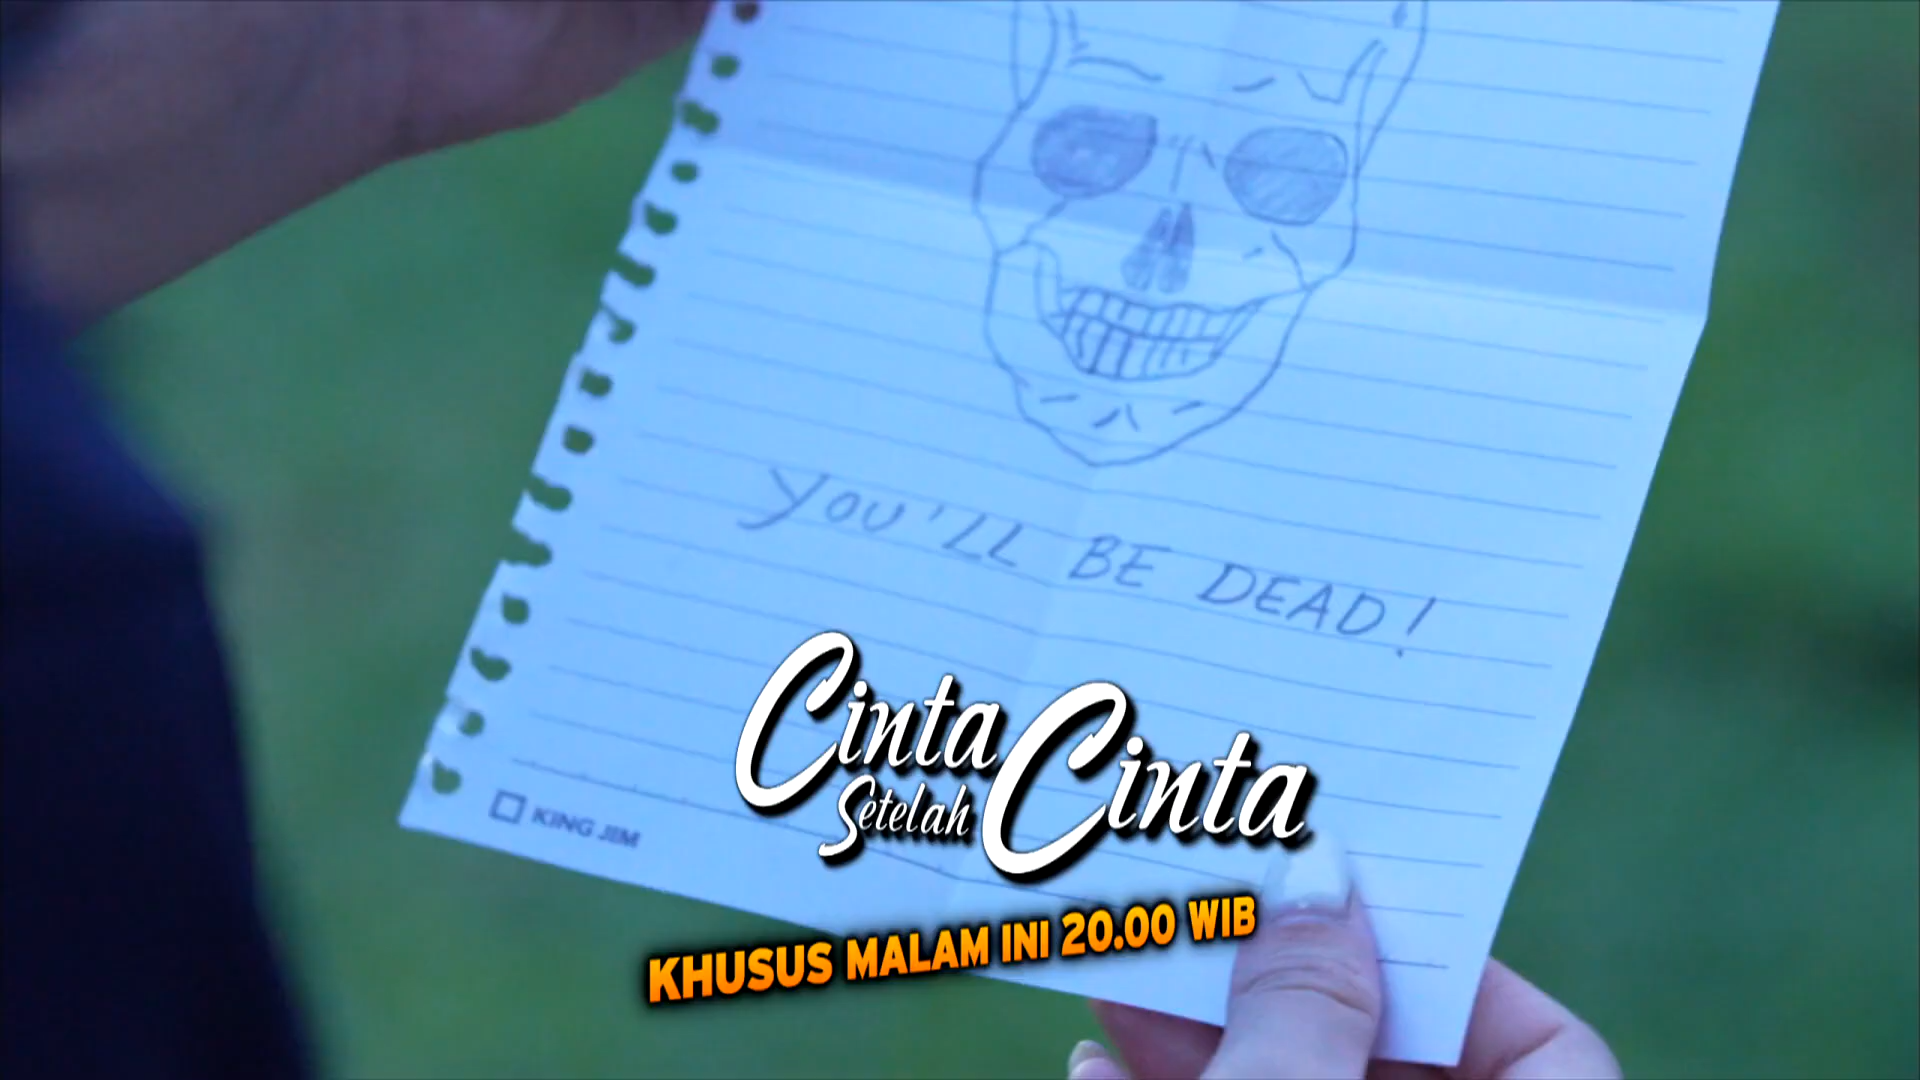 YOU'LL BE DEAD!
Cinta
Setelah Cinta
KING JIM
KHUSUS MALAM INI 20.00 WIB